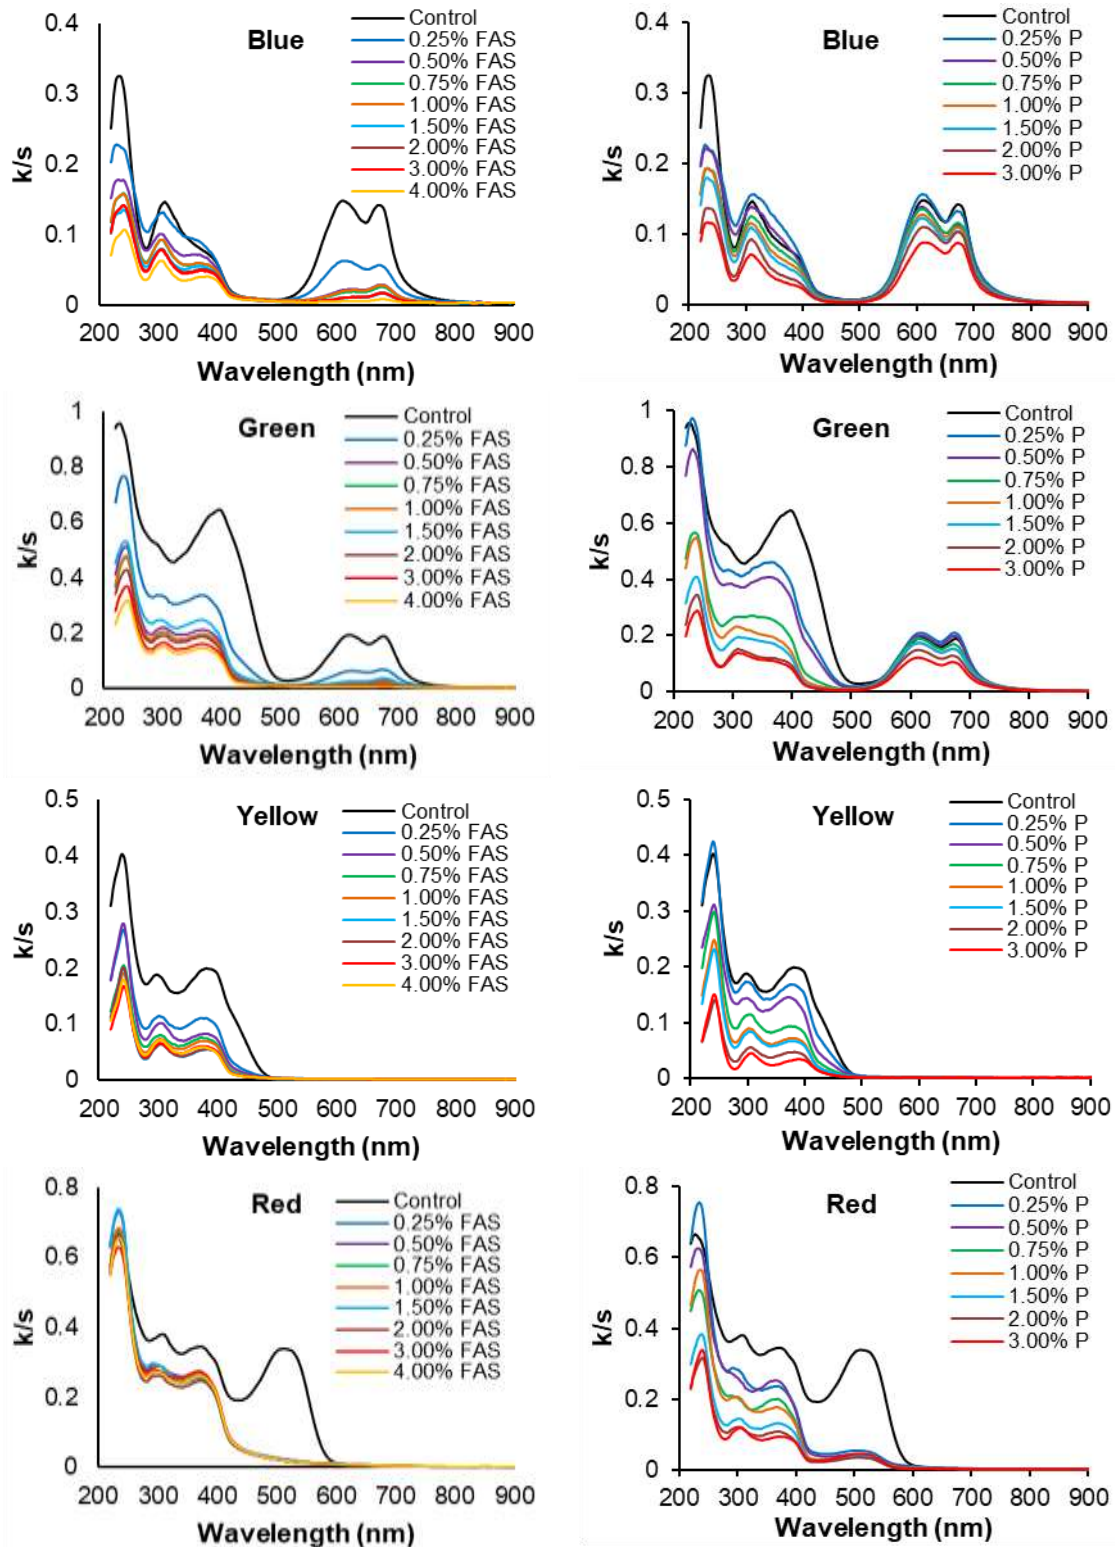 Blue
k/s
0.4
0.3
0.2
0.1
0
200 300 400 500 600 700 800 900
Wavelength (nm)
Control
0.25% FAS
0.50% FAS
0.75% FAS
1.00% FAS
1.50% FAS
2.00% FAS
3.00% FAS
4.00% FAS
Blue
k/s
0.4
0.3
0.2
0.1
0
200 300 400 500 600 700 800 900
Wavelength (nm)
Control
0.25% P
0.50% P
0.75% P
1.00% P
1.50% P
2.00% P
3.00% P
Green
k/s
1
0.8
0.6
0.4
0.2
0
200 300 400 500 600 700 800 900
Wavelength (nm)
Control
0.25% FAS
0.50% FAS
0.75% FAS
1.00% FAS
1.50% FAS
2.00% FAS
3.00% FAS
4.00% FAS
Green
k/s
1
0.8
0.6
0.4
0.2
0
200 300 400 500 600 700 800 900
Wavelength (nm)
Control
0.25% P
0.50% P
0.75% P
1.00% P
1.50% P
2.00% P
3.00% P
Yellow
k/s
0.5
0.4
0.3
0.2
0.1
0
200 300 400 500 600 700 800 900
Wavelength (nm)
Control
0.25% FAS
0.50% FAS
0.75% FAS
1.00% FAS
1.50% FAS
2.00% FAS
3.00% FAS
4.00% FAS
Yellow
k/s
0.5
0.4
0.3
0.2
0.1
0
200 300 400 500 600 700 800 900
Wavelength (nm)
Control
0.25% P
0.50% P
0.75% P
1.00% P
1.50% P
2.00% P
3.00% P
Red
k/s
0.8
0.6
0.4
0.2
0
200 300 400 500 600 700 800 900
Wavelength (nm)
Control
0.25% FAS
0.50% FAS
0.75% FAS
1.00% FAS
1.50% FAS
2.00% FAS
3.00% FAS
4.00% FAS
Red
k/s
0.8
0.6
0.4
0.2
0
200 300 400 500 600 700 800 900
Wavelength (nm)
Control
0.25% P
0.50% P
0.75% P
1.00% P
1.50% P
2.00% P
3.00% P